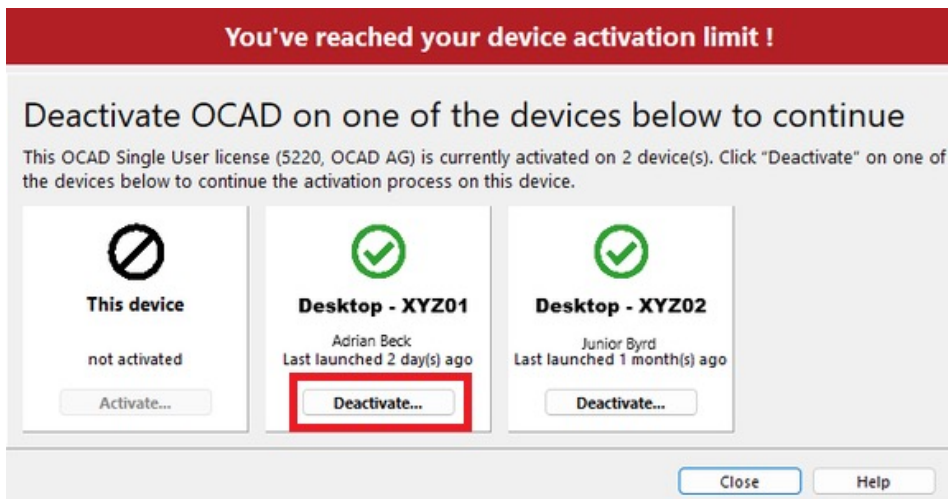 You've reached your device activation limit !
Deactivate OCAD on one of the devices below to continue
This OCAD Single User license (5220, OCAD AG) is currently activated on 2 device(s). Click "Deactivate" on one of
the devices below to continue the activation process on this device.
This device
not activated
Activate...
Desktop - XYZ01
Adrian Beck
Last launched 2 day(s) ago
Deactivate...
Desktop - XYZ02
Junior Byrd
Last launched 1 month(s) ago
Deactivate...
Close
Help